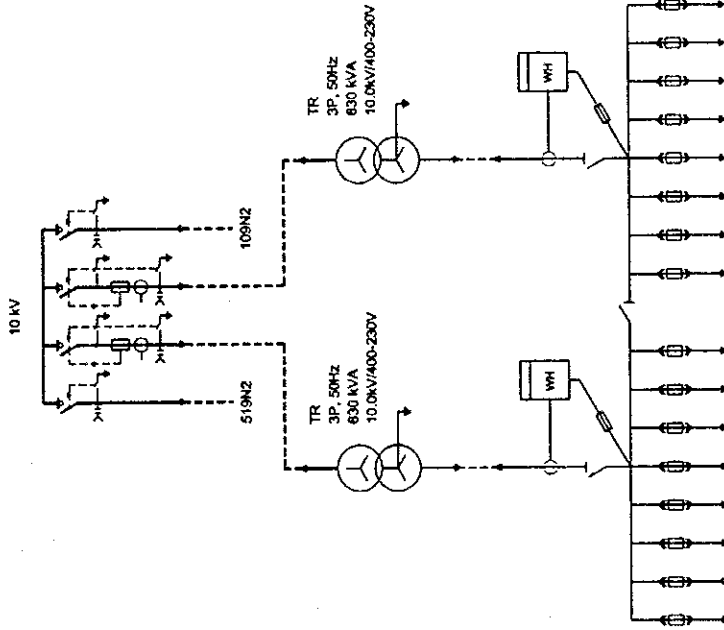 10 kV
519N2
109N2
TR
3P, 50Hz
630 kVA
10.0kV/400-230V
TR
3P, 50Hz
630 kVA
10.0kV/400-230V
WH
WH